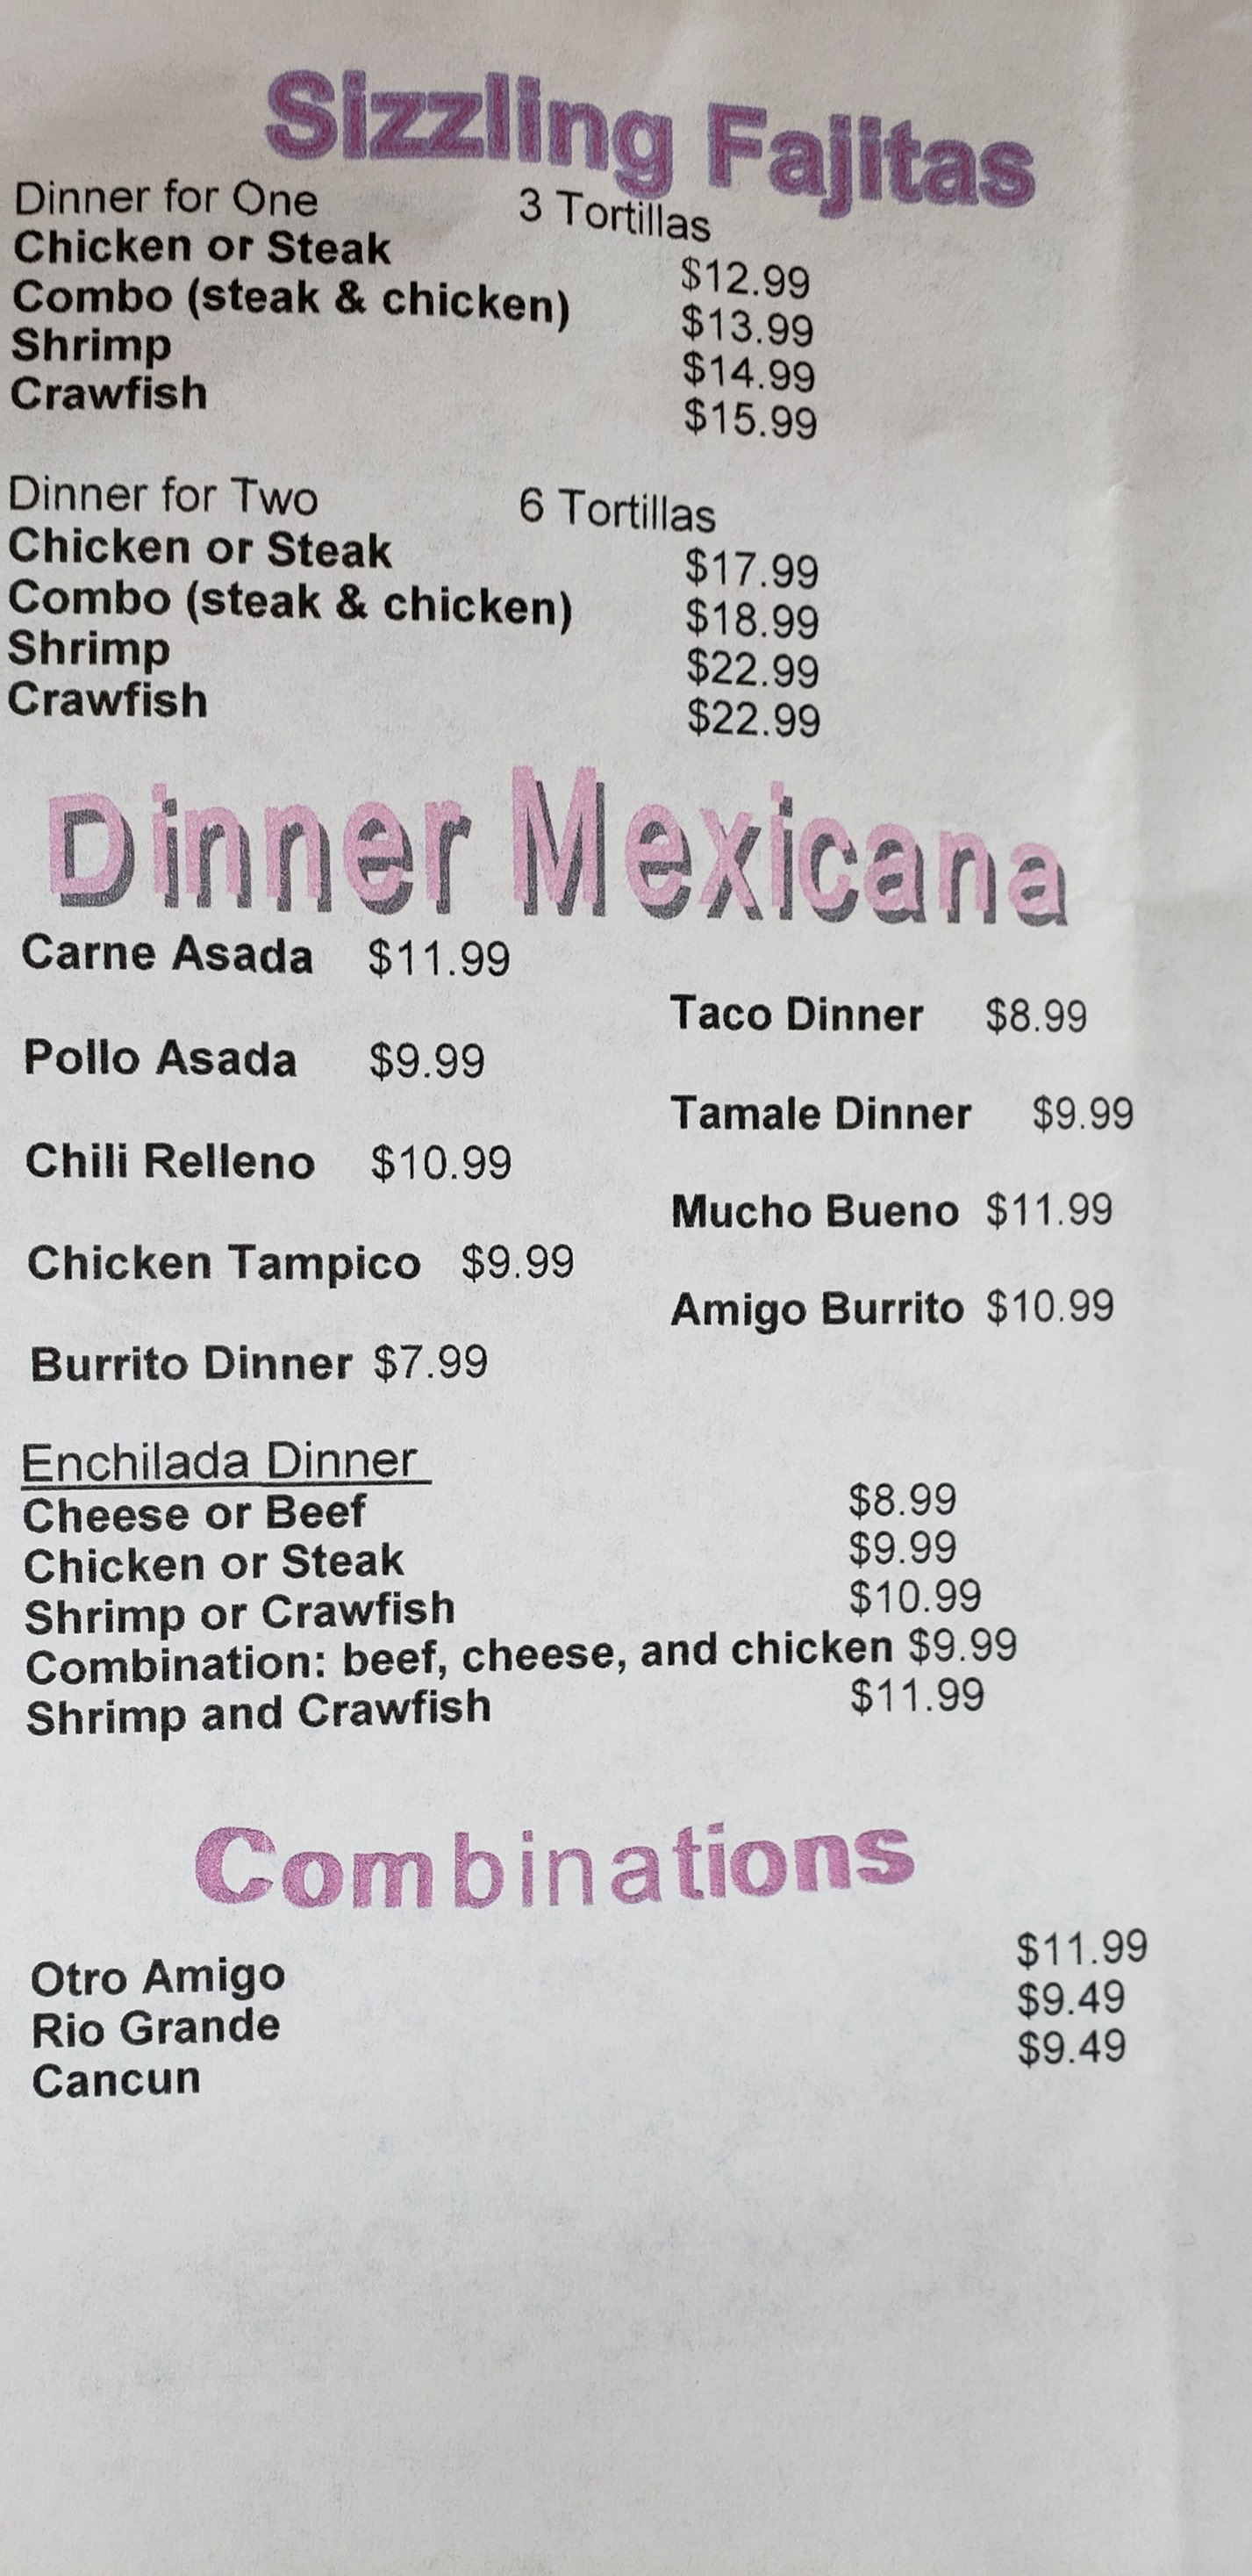 Sizzling Fajitas
Dinner for One 3 Tortillas
Chicken or Steak $12.99
Combo (steak & chicken) $13.99
Shrimp $14.99
Crawfish $15.99
Dinner for Two 6 Tortillas
Chicken or Steak $17.99
Combo (steak & chicken) $18.99
Shrimp $22.99
Crawfish $22.99
Dinner Mexicana
Carne Asada $11.99
Pollo Asada $9.99
Chili Relleno $10.99
Chicken Tampico $9.99
Burrito Dinner $7.99
Taco Dinner $8.99
Tamale Dinner $9.99
Mucho Bueno $11.99
Amigo Burrito $10.99
Enchilada Dinner
Cheese or Beef $8.99
Chicken or Steak $9.99
Shrimp or Crawfish $10.99
Combination: beef, cheese, and chicken $9.99
Shrimp and Crawfish $11.99
Combinations
Otro Amigo $11.99
Rio Grande $9.49
Cancun $9.49